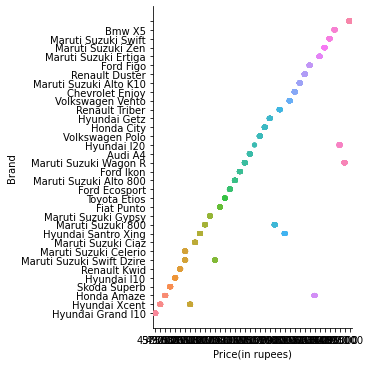 Bmw X5
Maruti Suzuki Swift
Maruti Suzuki Zen
Maruti Suzuki Ertiga
Ford Figo
Renault Duster
Maruti Suzuki Alto K10
Chevrolet Enjoy
Volkswagen Vento
Renault Triber
Hyundai Getz
Honda City
Volkswagen Polo
Hyundai I20
Audi A4
Maruti Suzuki Wagon R
Ford Ikon
Maruti Suzuki Alto 800
Ford Ecosport
Toyota Etios
Fiat Punto
Maruti Suzuki Gypsy
Maruti Suzuki 800
Hyundai Santro Xing
Maruti Suzuki Ciaz
Maruti Suzuki Celerio
Maruti Suzuki Swift Dzire
Renault Kwid
Hyundai I10
Skoda Superb
Honda Amaze
Hyundai Xcent
Hyundai Grand I10
Brand
Price(in rupees)